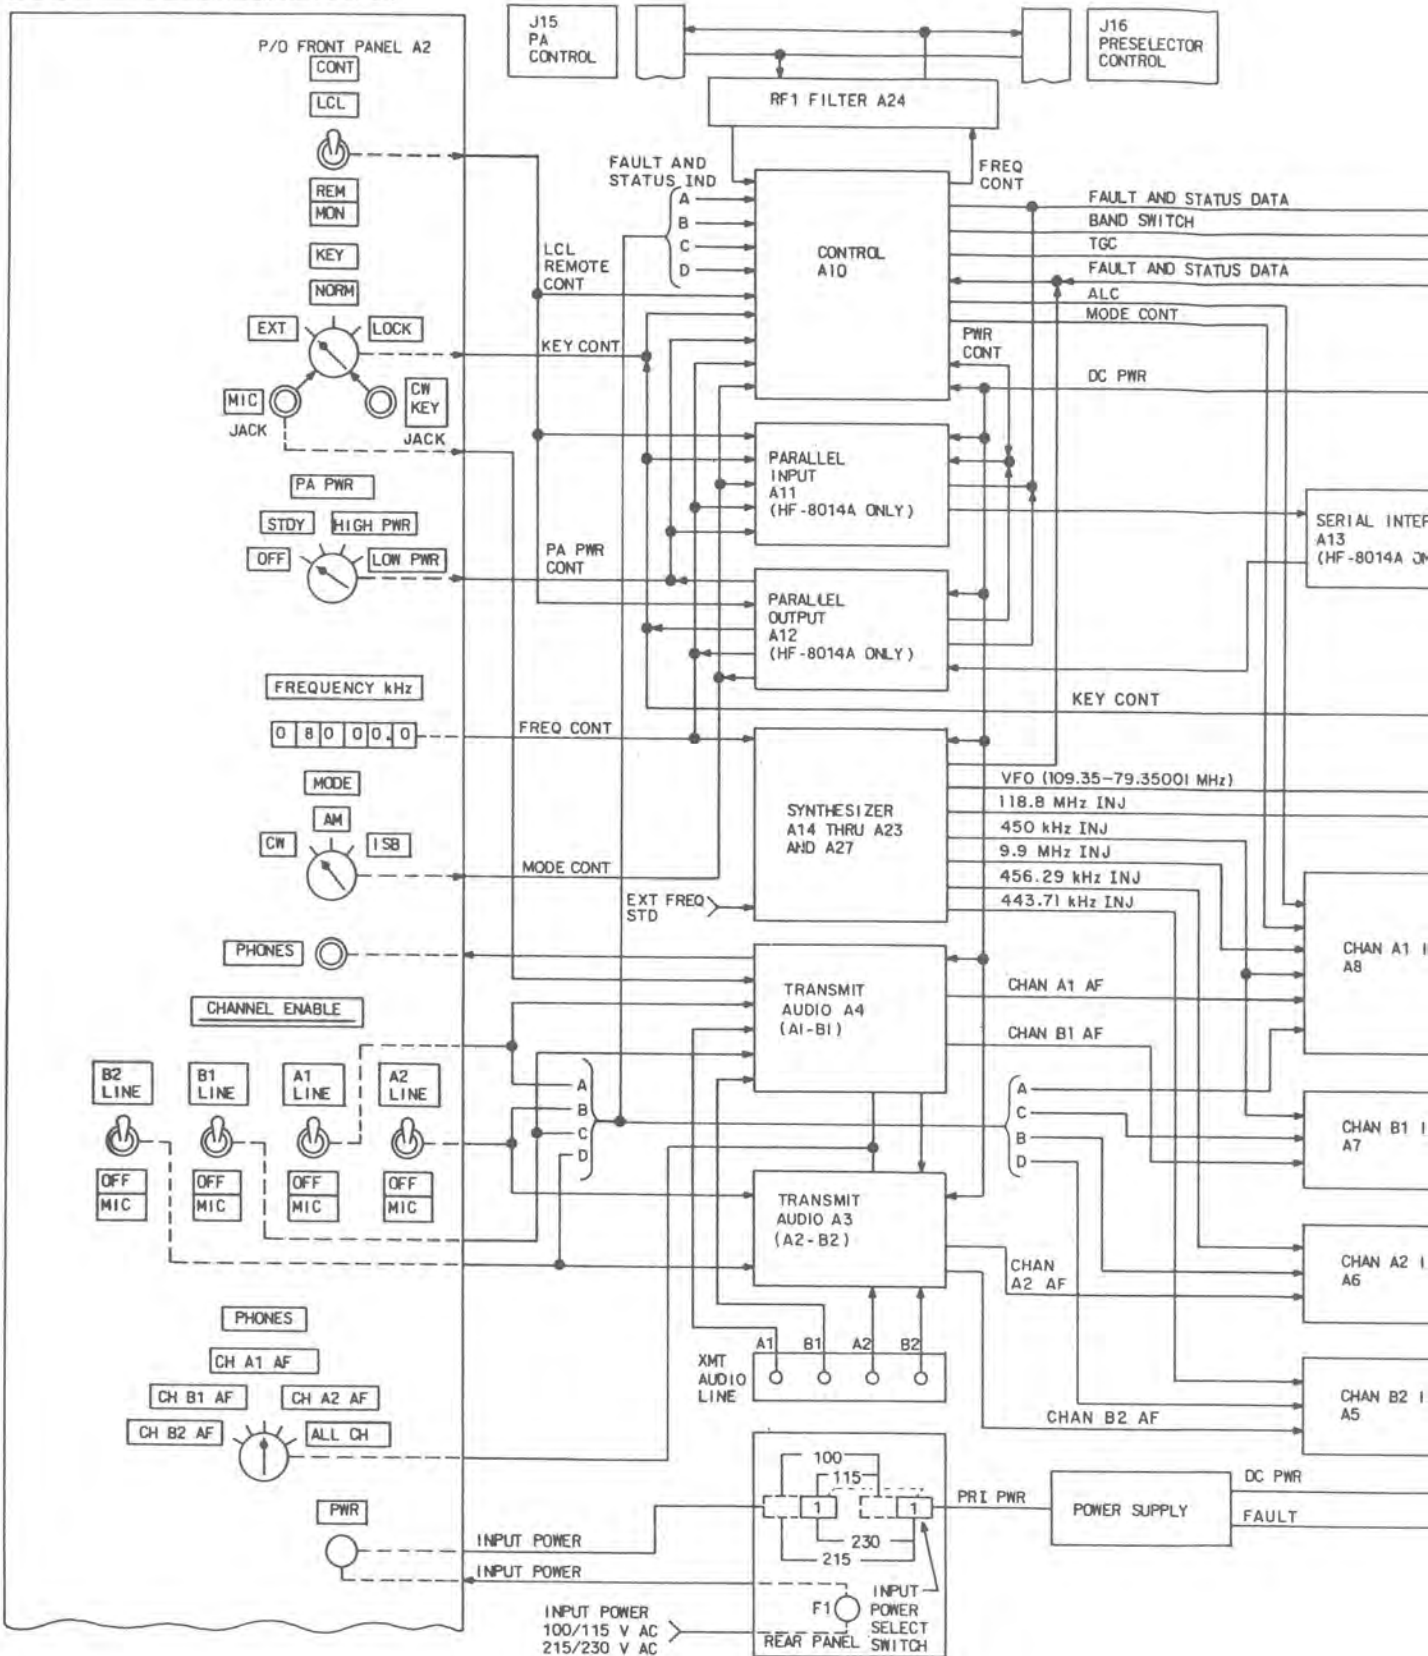 J15
PA
CONTROL
J16
PRESELECTOR
CONTROL
RF1 FILTER A24
P/O FRONT PANEL A2
CONT
LCL
REM
MON
KEY
NORM
EXT
LOCK
MIC
JACK
CW
KEY
JACK
PA PWR
STDY
HIGH PWR
OFF
LOW PWR
FREQUENCY kHz
0 8 0 0 0.0
MODE
AM
CW
ISB
PHONES
CHANNEL ENABLE
B2
LINE
B1
LINE
A1
LINE
A2
LINE
OFF
MIC
OFF
MIC
OFF
MIC
OFF
MIC
PHONES
CH A1 AF
CH B1 AF
CH A2 AF
CH B2 AF
ALL CH
PWR
FAULT AND
STATUS IND
A
B
C
D
LCL
REMOTE
CONT
KEY CONT
PA PWR
CONT
FREQ CONT
MODE CONT
EXT FREQ
STD
A
B
C
D
INPUT POWER
INPUT POWER
INPUT POWER
100/115 V AC
215/230 V AC
CONTROL
A10
PARALLEL
INPUT
A11
(HF-8014A ONLY)
PARALLEL
OUTPUT
A12
(HF-8014A ONLY)
SYNTHESIZER
A14 THRU A23
AND A27
TRANSMIT
AUDIO A4
(A1-B1)
TRANSMIT
AUDIO A3
(A2-B2)
XMT
AUDIO
LINE
A1
B1
A2
B2
100
115
1
1
230
215
F1
INPUT
POWER
SELECT
SWITCH
REAR PANEL
FREQ
CONT
FAULT AND STATUS DATA
BAND SWITCH
TGC
FAULT AND STATUS DATA
ALC
MODE CONT
PWR
CONT
DC PWR
SERIAL INTEF
A13
(HF-8014A
KEY CONT
VFO (109.35-79.35001 MHz)
118.8 MHz INJ
450 kHz INJ
9.9 MHz INJ
456.29 kHz INJ
443.71 kHz INJ
CHAN A1 AF
CHAN B1 AF
A
C
B
D
CHAN
A2 AF
CHAN B2 AF
CHAN A1 I
A8
CHAN B1 I
A7
CHAN A2 I
A6
CHAN B2 I
A5
PRI PWR
POWER SUPPLY
DC PWR
FAULT